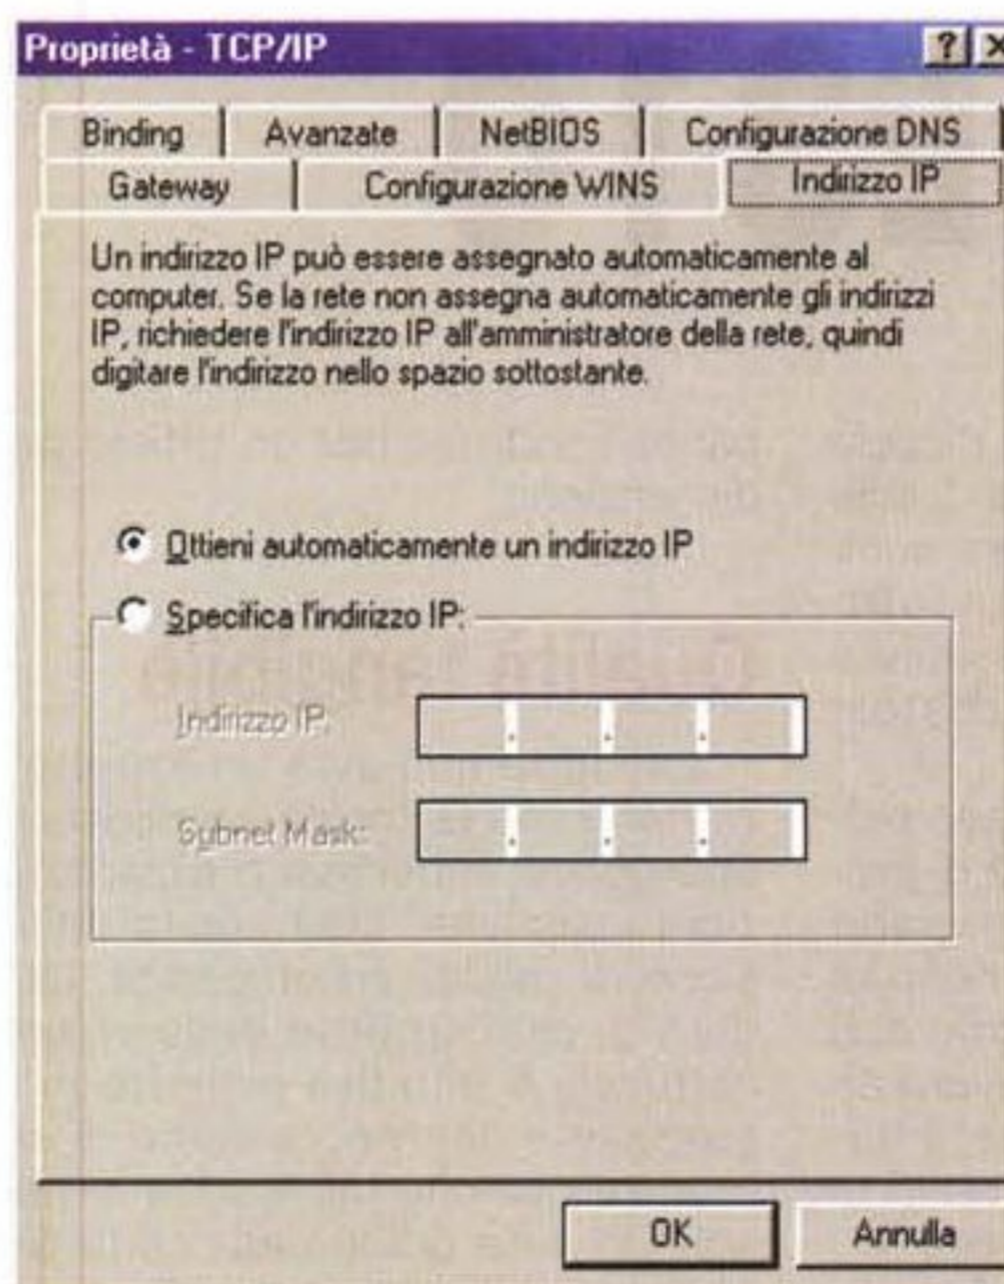 Proprietà - TCP/IP
Binding Avanzate NetBIOS Configurazione DNS
Gateway Configurazione WINS Indirizzo IP
Un indirizzo IP può essere assegnato automaticamente al
computer. Se la rete non assegna automaticamente gli indirizzi
IP, richiedere l'indirizzo IP all'amministratore della rete, quindi
digitare l'indirizzo nello spazio sottostante.
Ottieni automaticamente un indirizzo IP
Specifica l'indirizzo IP:
Indirizzo IP:
Subnet Mask:
OK Annulla